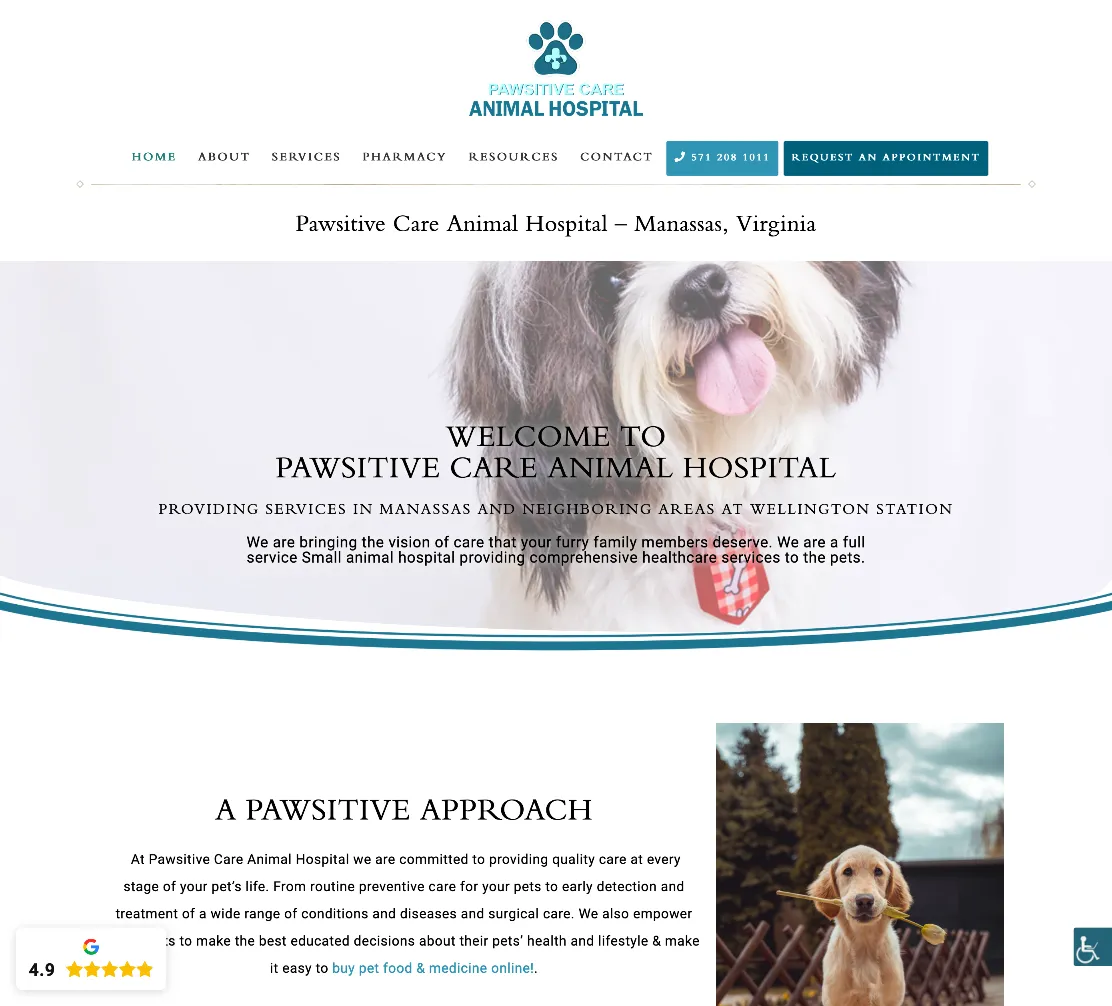 PAWSITIVE CARE
ANIMAL HOSPITAL
HOME ABOUT SERVICES PHARMACY RESOURCES CONTACT 571 208 1011 REQUEST AN APPOINTMENT
Pawsitive Care Animal Hospital – Manassas, Virginia
WELCOME TO
PAWSITIVE CARE ANIMAL HOSPITAL
PROVIDING SERVICES IN MANASSAS AND NEIGHBORING AREAS AT WELLINGTON STATION
We are bringing the vision of care that your furry family members deserve. We are a full
service Small animal hospital providing comprehensive healthcare services to the pets.
A PAWSITIVE APPROACH
At Pawsitive Care Animal Hospital we are committed to providing quality care at every
stage of your pet's life. From routine preventive care for your pets to early detection and
treatment of a wide range of conditions and diseases and surgical care. We also empower
to make the best educated decisions about their pets' health and lifestyle & make
it easy to buy pet food & medicine online!.
4.9